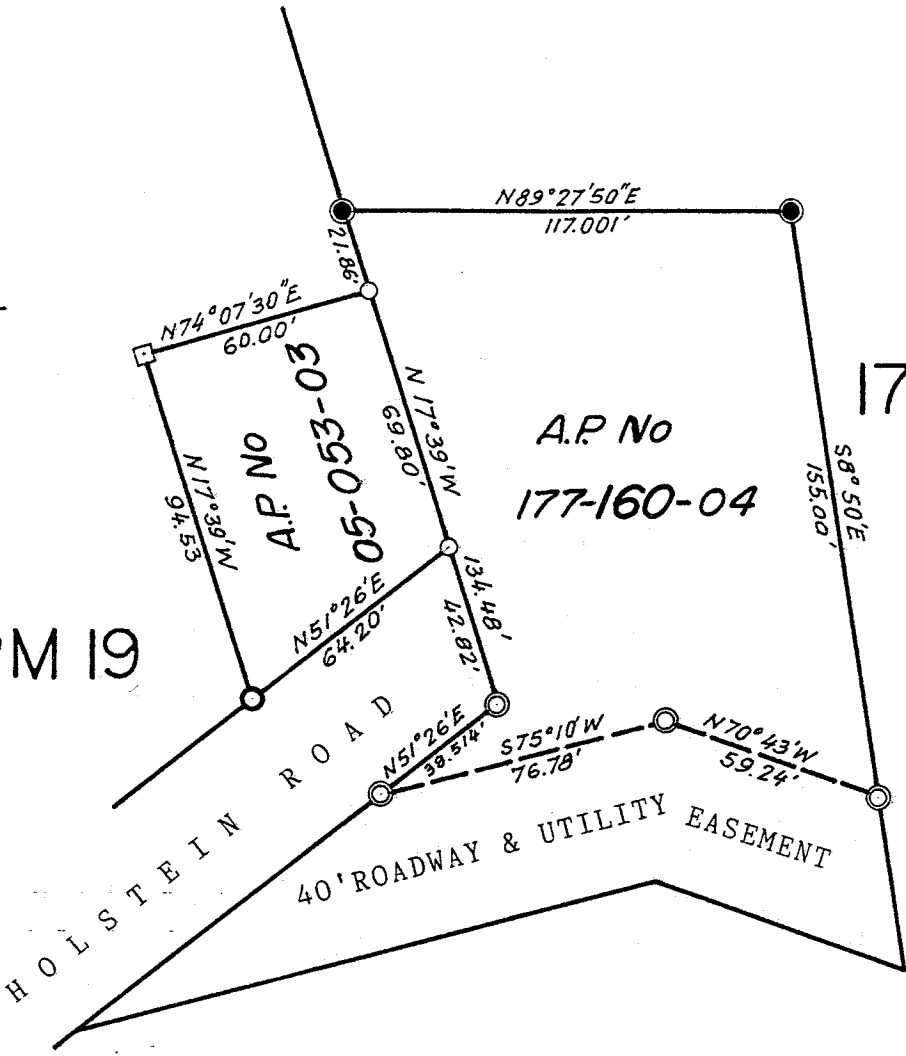 N89°27'50"E
117.001'
21.86'
N74°07'30"E
60.00'
A.P. No
05-053-03
N 17°39'W
69.80'
N 17°39'W
94.53
A.P. No
177-160-04
17
S8°50'E
155.00'
134.48'
42.82'
N51°26'E
64.20'
M 19
N51°26'E
39.514'
S75°10'W
76.78'
N70°43'W
59.24'
HOLSTEIN ROAD
40' ROADWAY & UTILITY EASEMENT